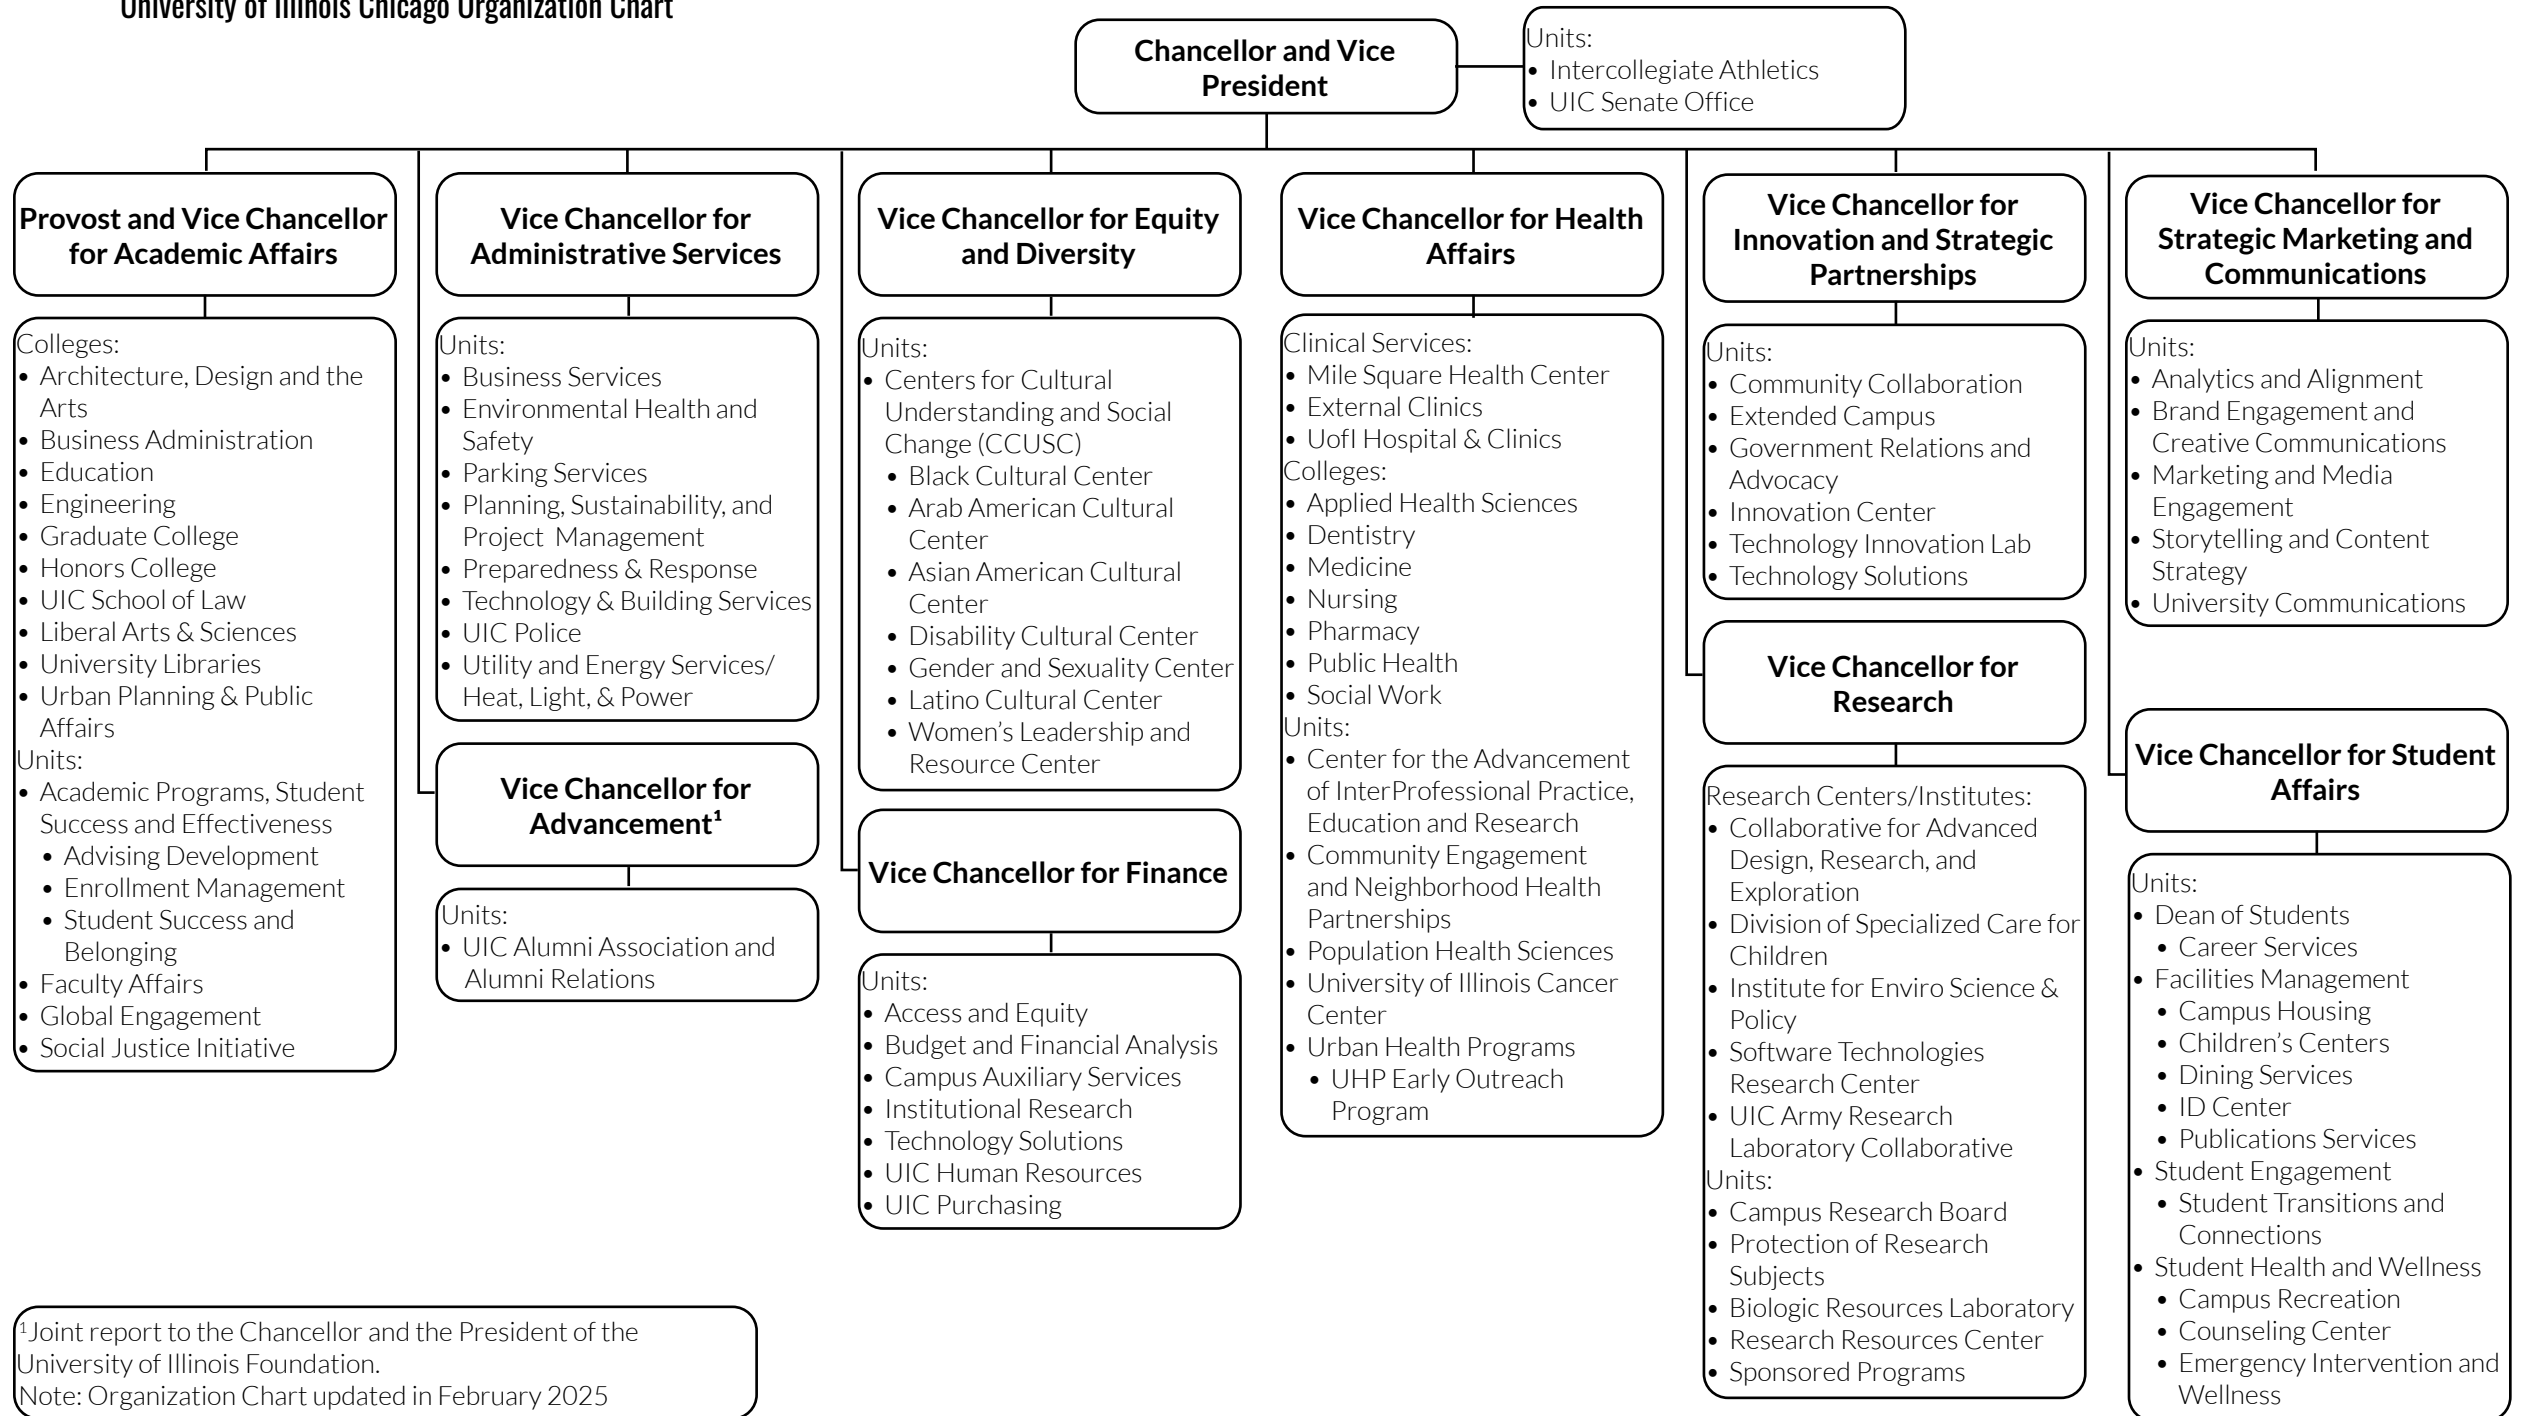 University of Illinois Chicago Organization Chart
Chancellor and Vice
President
Units:
• Intercollegiate Athletics
• UIC Senate Office
Provost and Vice Chancellor
for Academic Affairs
Colleges:
• Architecture, Design and the
Arts
• Business Administration
• Education
• Engineering
• Graduate College
• Honors College
• UIC School of Law
• Liberal Arts & Sciences
• University Libraries
• Urban Planning & Public
Affairs
Units:
• Academic Programs, Student
Success and Effectiveness
• Advising Development
• Enrollment Management
• Student Success and
Belonging
• Faculty Affairs
• Global Engagement
• Social Justice Initiative
Vice Chancellor for
Administrative Services
Units:
• Business Services
• Environmental Health and
Safety
• Parking Services
• Planning, Sustainability, and
Project Management
• Preparedness & Response
• Technology & Building Services
• UIC Police
• Utility and Energy Services/
Heat, Light, & Power
Vice Chancellor for
Advancement¹
Units:
• UIC Alumni Association and
Alumni Relations
Vice Chancellor for Equity
and Diversity
Units:
• Centers for Cultural
Understanding and Social
Change (CCUSC)
• Black Cultural Center
• Arab American Cultural
Center
• Asian American Cultural
Center
• Disability Cultural Center
• Gender and Sexuality Center
• Latino Cultural Center
• Women’s Leadership and
Resource Center
Vice Chancellor for Finance
Units:
• Access and Equity
• Budget and Financial Analysis
• Campus Auxiliary Services
• Institutional Research
• Technology Solutions
• UIC Human Resources
• UIC Purchasing
Vice Chancellor for Health
Affairs
Clinical Services:
• Mile Square Health Center
• External Clinics
• UofI Hospital & Clinics
Colleges:
• Applied Health Sciences
• Dentistry
• Medicine
• Nursing
• Pharmacy
• Public Health
• Social Work
Units:
• Center for the Advancement
of InterProfessional Practice,
Education and Research
• Community Engagement
and Neighborhood Health
Partnerships
• Population Health Sciences
• University of Illinois Cancer
Center
• Urban Health Programs
• UHP Early Outreach
Program
Vice Chancellor for
Innovation and Strategic
Partnerships
Units:
• Community Collaboration
• Extended Campus
• Government Relations and
Advocacy
• Innovation Center
• Technology Innovation Lab
• Technology Solutions
Vice Chancellor for
Research
Research Centers/Institutes:
• Collaborative for Advanced
Design, Research, and
Exploration
• Division of Specialized Care for
Children
• Institute for Enviro Science &
Policy
• Software Technologies
Research Center
• UIC Army Research
Laboratory Collaborative
Units:
• Campus Research Board
• Protection of Research
Subjects
• Biologic Resources Laboratory
• Research Resources Center
• Sponsored Programs
Vice Chancellor for
Strategic Marketing and
Communications
Units:
• Analytics and Alignment
• Brand Engagement and
Creative Communications
• Marketing and Media
Engagement
• Storytelling and Content
Strategy
• University Communications
Vice Chancellor for Student
Affairs
Units:
• Dean of Students
• Career Services
• Facilities Management
• Campus Housing
• Children’s Centers
• Dining Services
• ID Center
• Publications Services
• Student Engagement
• Student Transitions and
Connections
• Student Health and Wellness
• Campus Recreation
• Counseling Center
• Emergency Intervention and
Wellness
¹Joint report to the Chancellor and the President of the
University of Illinois Foundation.
Note: Organization Chart updated in February 2025